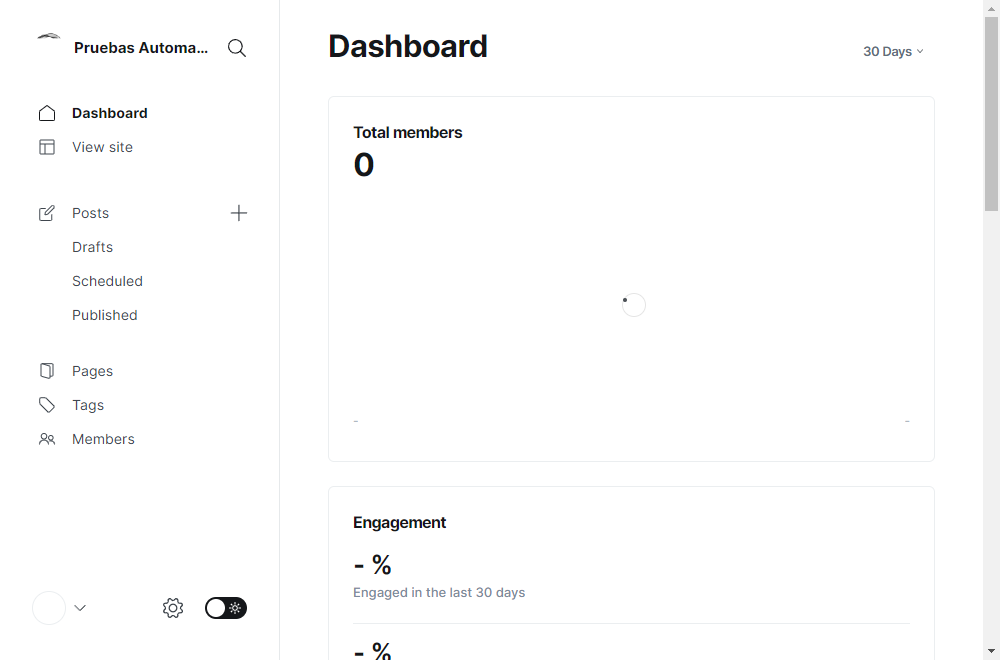 Pruebas Automa...
Dashboard
View site
Posts
Drafts
Scheduled
Published
Pages
Tags
Members
Dashboard
30 Days
Total members
0
-
-
Engagement
- %
Engaged in the last 30 days
- %